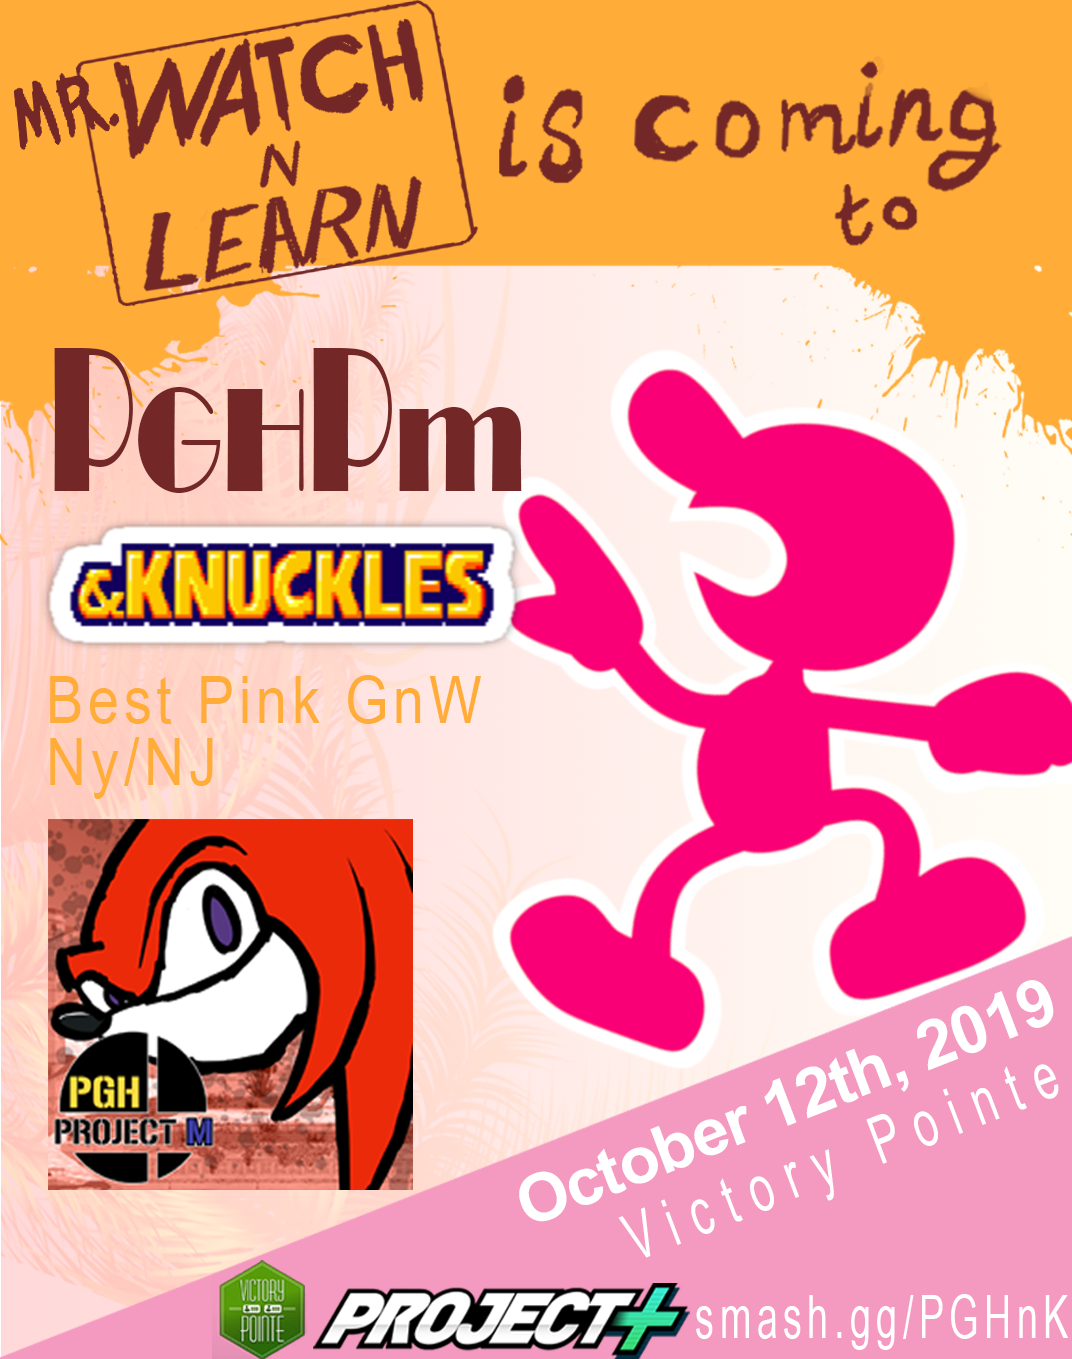 MR. WATCH
N
LEARN
is coming
to
PGHPm
&KNUCKLES
Best Pink GnW
Ny/NJ
PGH
PROJECT M
October 12th, 2019
Victory Pointe
VICTORY
POINTE
PROJECT+
smash.gg/PGHnK